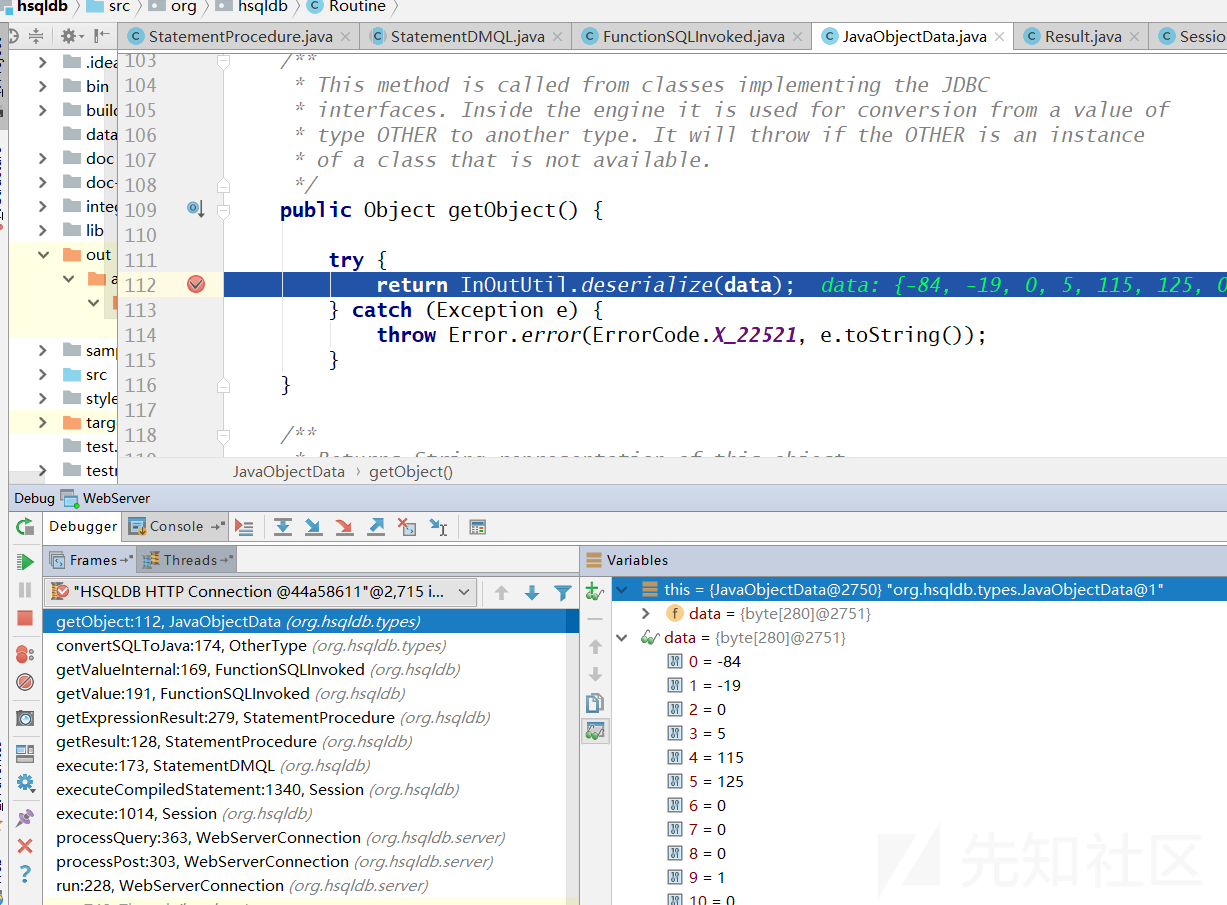 hsqldb src org hsqldb Routine
StatementProcedure.java StatementDMQL.java FunctionSQLInvoked.java JavaObjectData.java Result.java Sessio
.idea
bin
build
data
doc
doc-
integ
lib
out
a
samp
src
style
targ
test.
testr
103 /**
104 * This method is called from classes implementing the JDBC
105 * interfaces. Inside the engine it is used for conversion from a value of
106 * type OTHER to another type. It will throw if the OTHER is an instance
107 * of a class that is not available.
108 */
109 public Object getObject() {
110
111 try {
112 return InOutUtil.deserialize(data); data: {-84, -19, 0, 5, 115, 125, 0
113 } catch (Exception e) {
114 throw Error.error(ErrorCode.X_22521, e.toString());
115 }
116 }
117
118 /**
* Returns String representation of this object
JavaObjectData › getObject()
Debug WebServer
Debugger Console
Frames Threads Variables
"HSQLDB HTTP Connection @44a58611"@2,715 i...
getObject:112, JavaObjectData (org.hsqldb.types)
convertSQLToJava:174, OtherType (org.hsqldb.types)
getValueInternal:169, FunctionSQLInvoked (org.hsqldb)
getValue:191, FunctionSQLInvoked (org.hsqldb)
getExpressionResult:279, StatementProcedure (org.hsqldb)
getResult:128, StatementProcedure (org.hsqldb)
execute:173, StatementDMQL (org.hsqldb)
executeCompiledStatement:1340, Session (org.hsqldb)
execute:1014, Session (org.hsqldb)
processQuery:363, WebServerConnection (org.hsqldb.server)
processPost:303, WebServerConnection (org.hsqldb.server)
run:228, WebServerConnection (org.hsqldb.server)
this = {JavaObjectData@2750} "org.hsqldb.types.JavaObjectData@1"
data = {byte[280]@2751}
data = {byte[280]@2751}
0 = -84
1 = -19
2 = 0
3 = 5
4 = 115
5 = 125
6 = 0
7 = 0
8 = 0
9 = 1
10 = 0
先知社区